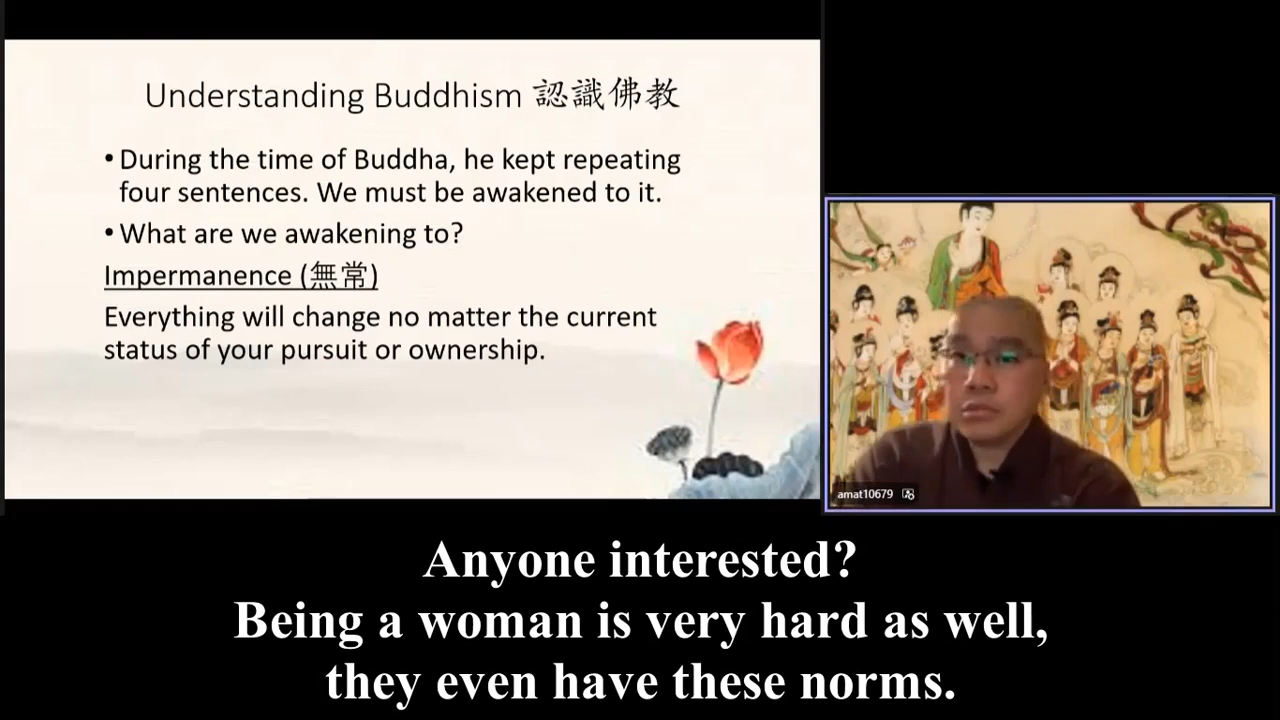 Understanding Buddhism 認識佛教
• During the time of Buddha, he kept repeating
four sentences. We must be awakened to it.
• What are we awakening to?
Impermanence (無常)
Everything will change no matter the current
status of your pursuit or ownership.
amat10679
Anyone interested?
Being a woman is very hard as well,
they even have these norms.